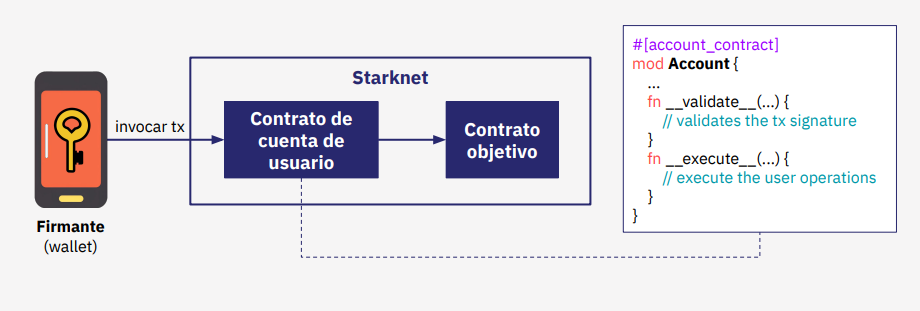 invocar tx
Firmante
(wallet)
Starknet
Contrato de
cuenta de
usuario
Contrato
objetivo
#[account_contract]
mod Account {
...
fn __validate__(...) {
// validates the tx signature
}
fn __execute__(...) {
// execute the user operations
}
}